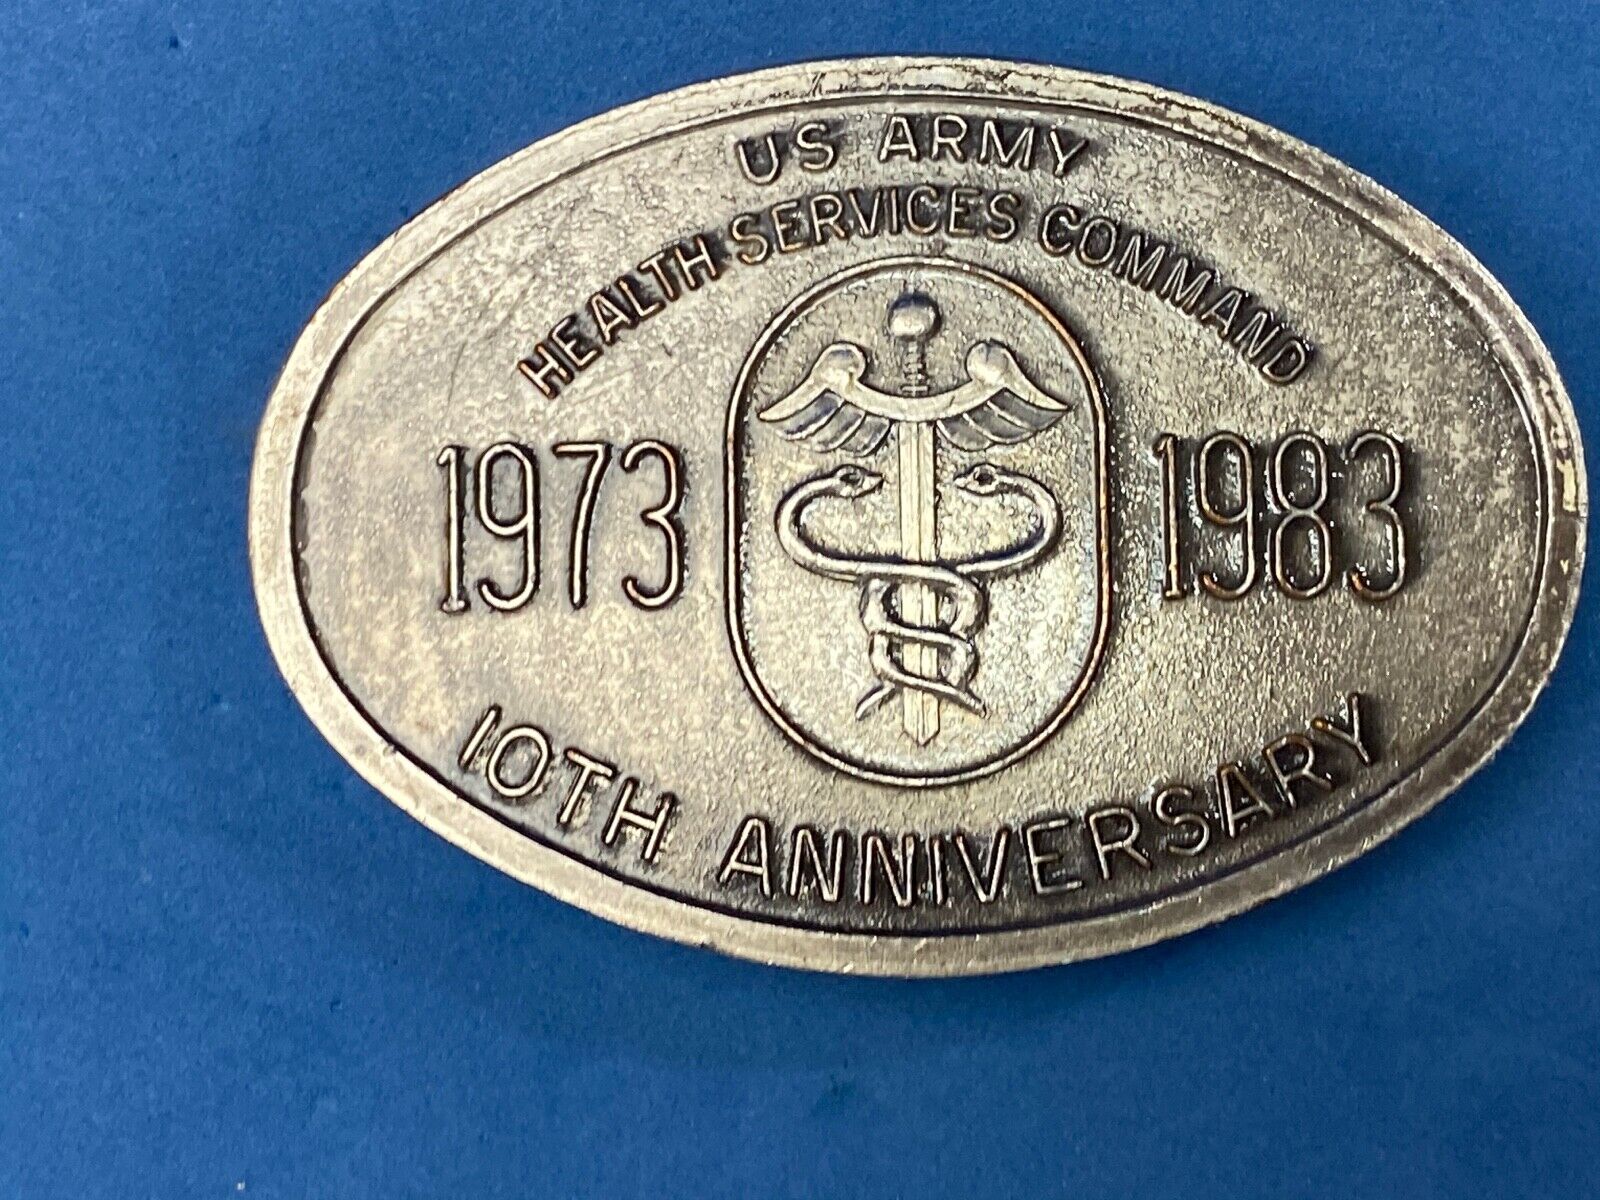 US ARMY
HEALTH SERVICES COMMAND
1973 1983
10TH ANNIVERSARY